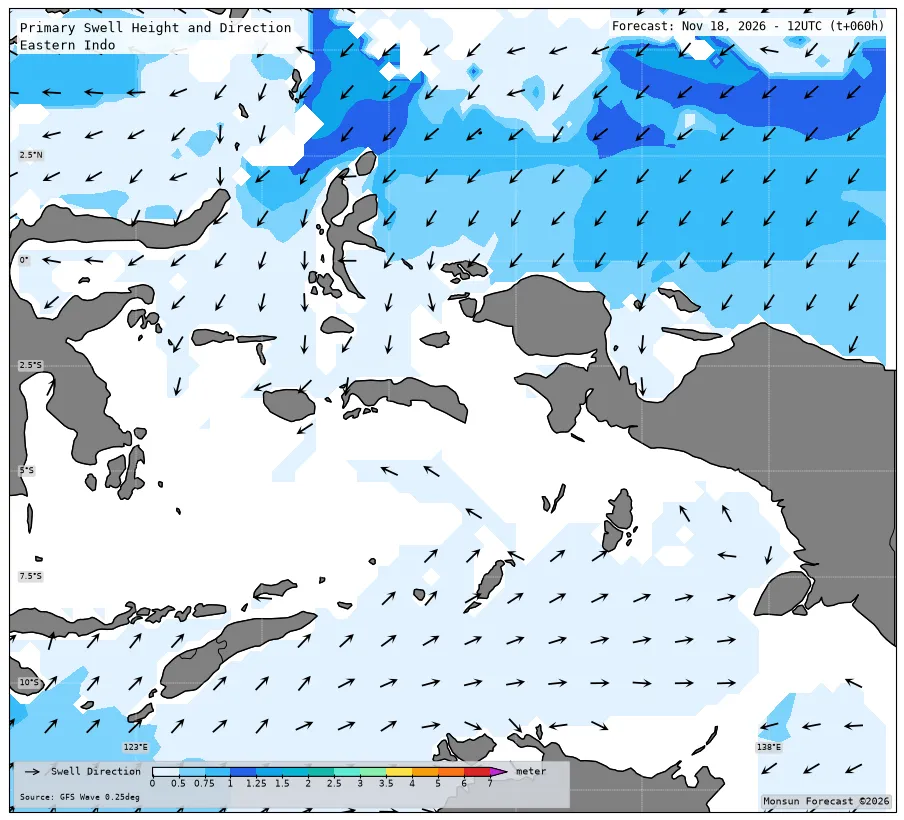 Primary Swell Height and Direction
Eastern Indo
Forecast: Nov 18, 2026 - 12UTC (t+060h)
2.5°N
0°
2.5°S
5°S
7.5°S
10°S
123°E
138°E
Swell Direction
meter
0 0.5 0.75 1 1.25 1.5 2 2.5 3 3.5 4 5 6 7
Source: GFS Wave 0.25deg
Monsun Forecast ©2026